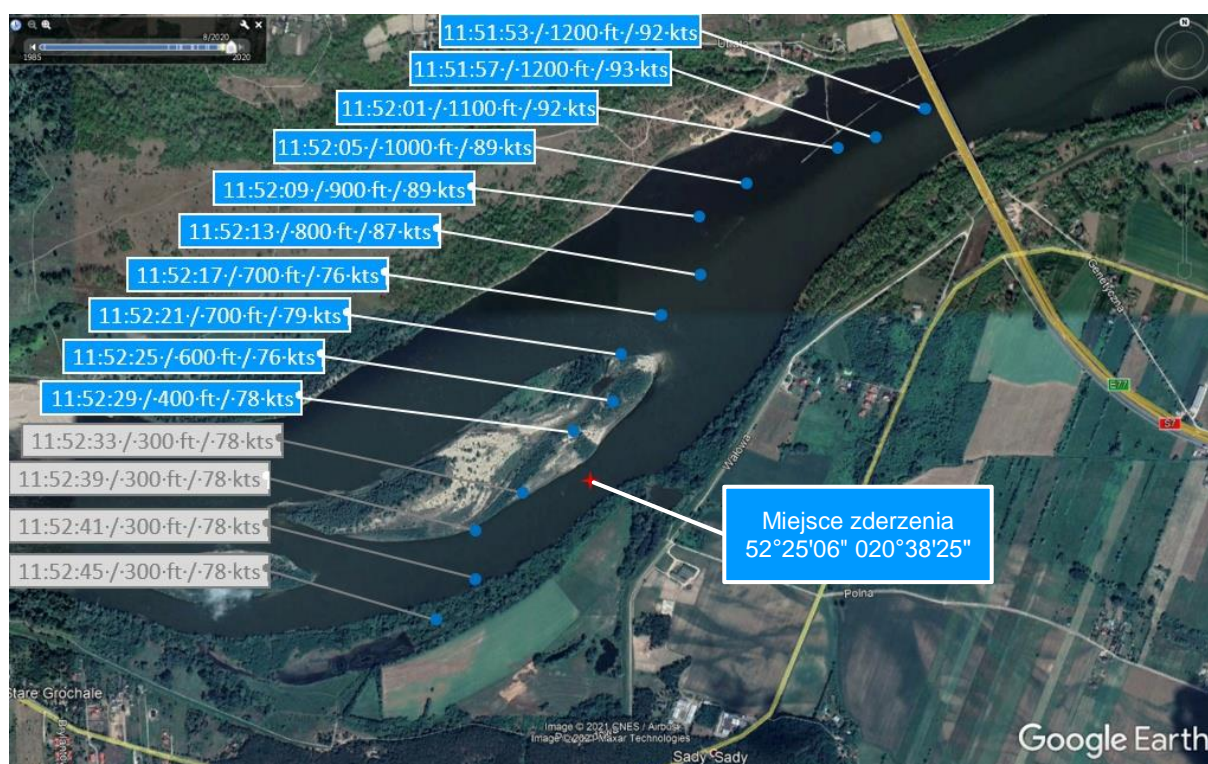 8/2020
1985
2020
N
11:51:53·/·1200·ft·/·92·kts
11:51:57·/·1200·ft·/·93·kts
11:52:01·/·1100·ft·/·92·kts
11:52:05·/·1000·ft·/·89·kts
11:52:09·/·900·ft·/·89·kts
11:52:13·/·800·ft·/·87·kts
11:52:17·/·700·ft·/·76·kts
11:52:21·/·700·ft·/·79·kts
11:52:25·/·600·ft·/·76·kts
11:52:29·/·400·ft·/·78·kts
11:52:33·/·300·ft·/·78·kts
11:52:39·/·300·ft·/·78·kts
11:52:41·/·300·ft·/·78·kts
11:52:45·/·300·ft·/·78·kts
Genetyczna
E77
S7
Wałowa
Miejsce zderzenia
52°25'06" 020°38'25"
Polna
Stare Grochale
Image © 2021 CNES / Airbus
Image © 2021 Maxar Technologies
Sady Sady
Google Earth